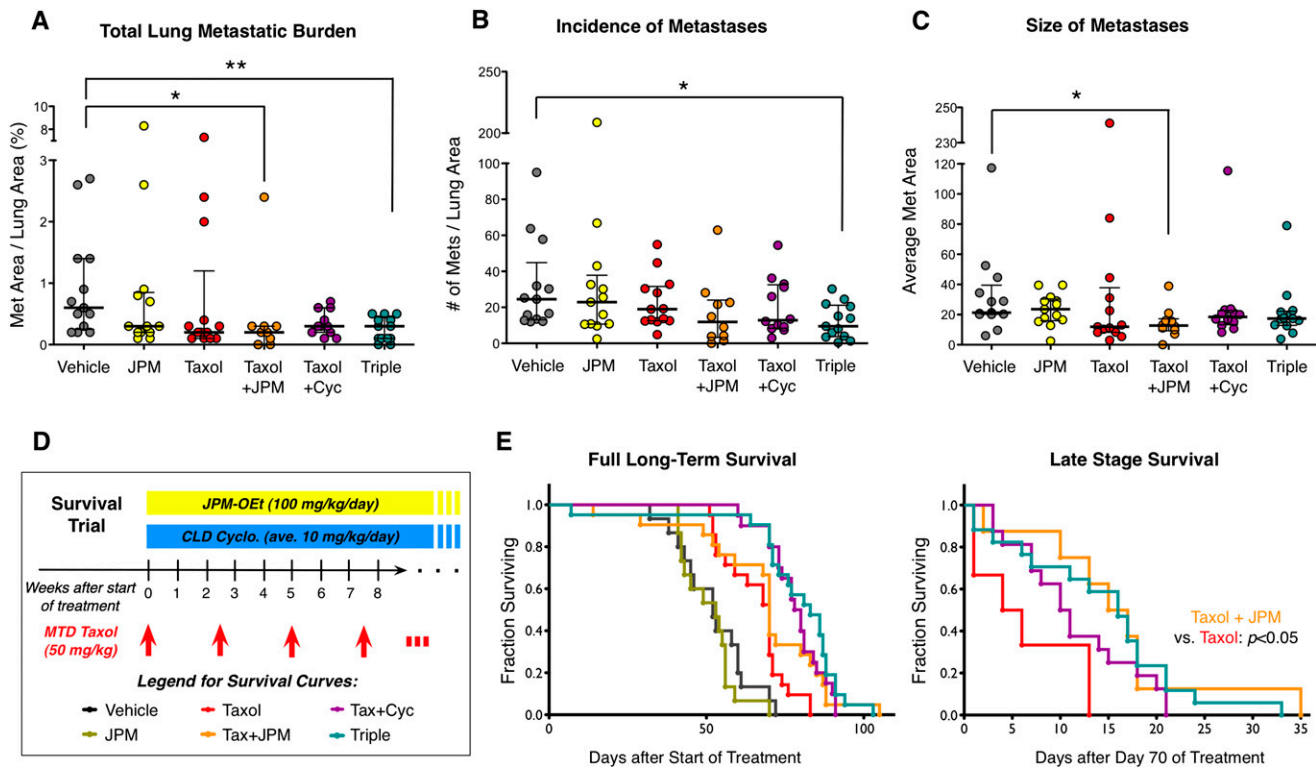 A
Total Lung Metastatic Burden
**
*
Met Area / Lung Area (%)
10
8
6
4
2
1
0
Vehicle
JPM
Taxol
Taxol
+JPM
Taxol
+Cyc
Triple
B
Incidence of Metastases
*
# of Mets / Lung Area
250
200
100
80
60
40
20
0
Vehicle
JPM
Taxol
Taxol
+JPM
Taxol
+Cyc
Triple
C
Size of Metastases
*
Average Met Area
250
230
120
100
80
60
40
20
0
Vehicle
JPM
Taxol
Taxol
+JPM
Taxol
+Cyc
Triple
D
Survival
Trial
JPM-OEt (100 mg/kg/day)
CLD Cyclo. (ave. 10 mg/kg/day)
Weeks after start
of treatment
0 1 2 3 4 5 6 7 8
MTD Taxol
(50 mg/kg)
Legend for Survival Curves:
Vehicle Taxol Tax+Cyc
JPM Tax+JPM Triple
E
Full Long-Term Survival
Fraction Surviving
1.0
0.8
0.6
0.4
0.2
0.0
50 100
Days after Start of Treatment
Late Stage Survival
Fraction Surviving
1.0
0.8
0.6
0.4
0.2
0.0
Taxol + JPM
vs. Taxol: p<0.05
5 10 15 20 25 30 35
Days after Day 70 of Treatment